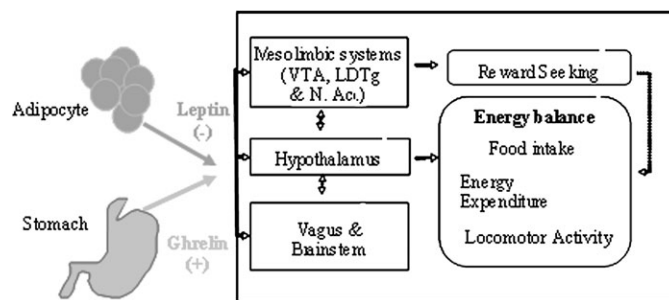 Adipocyte
Leptin
(-)
Stomach
Ghrelin
(+)
Mesolimbic systems
(VTA, LDTg
& N. Ac.)
Hypothalamus
Vagus &
Brainstem
Reward Seeking
Energy balance
Food intake
Energy
Expenditure
Locomotor Activity